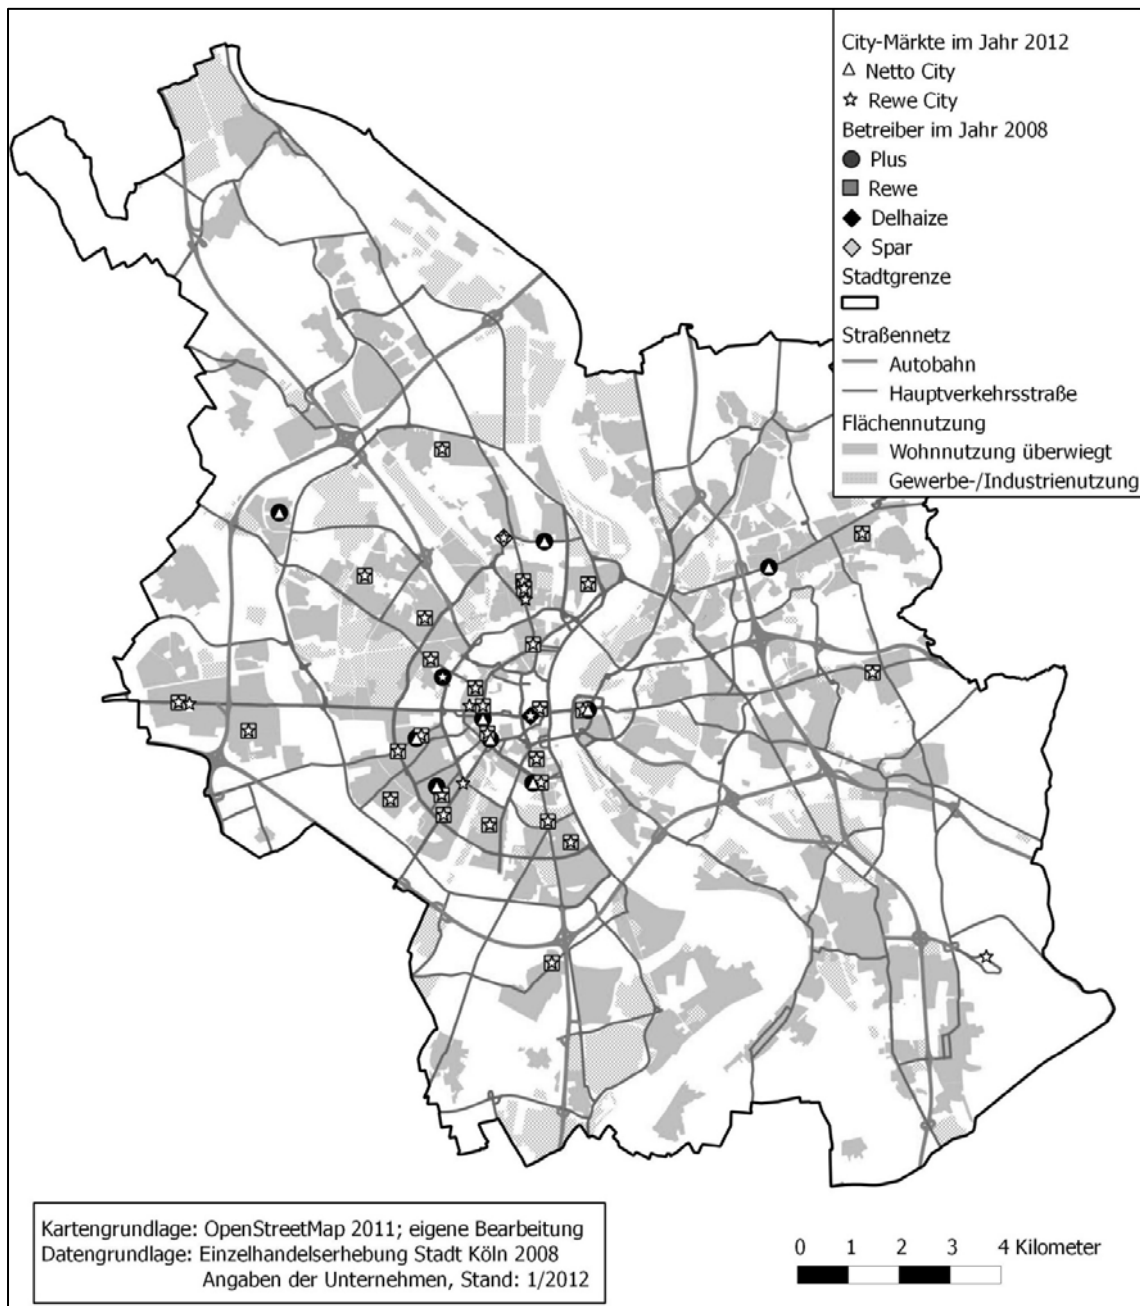 City-Märkte im Jahr 2012
Netto City
Rewe City
Betreiber im Jahr 2008
Plus
Rewe
Delhaize
Spar
Stadtgrenze
Straßennetz
Autobahn
Hauptverkehrsstraße
Flächennutzung
Wohnnutzung überwiegt
Gewerbe-/Industrienutzung
Kartengrundlage: OpenStreetMap 2011; eigene Bearbeitung
Datengrundlage: Einzelhandelserhebung Stadt Köln 2008
Angaben der Unternehmen, Stand: 1/2012
0 1 2 3 4 Kilometer